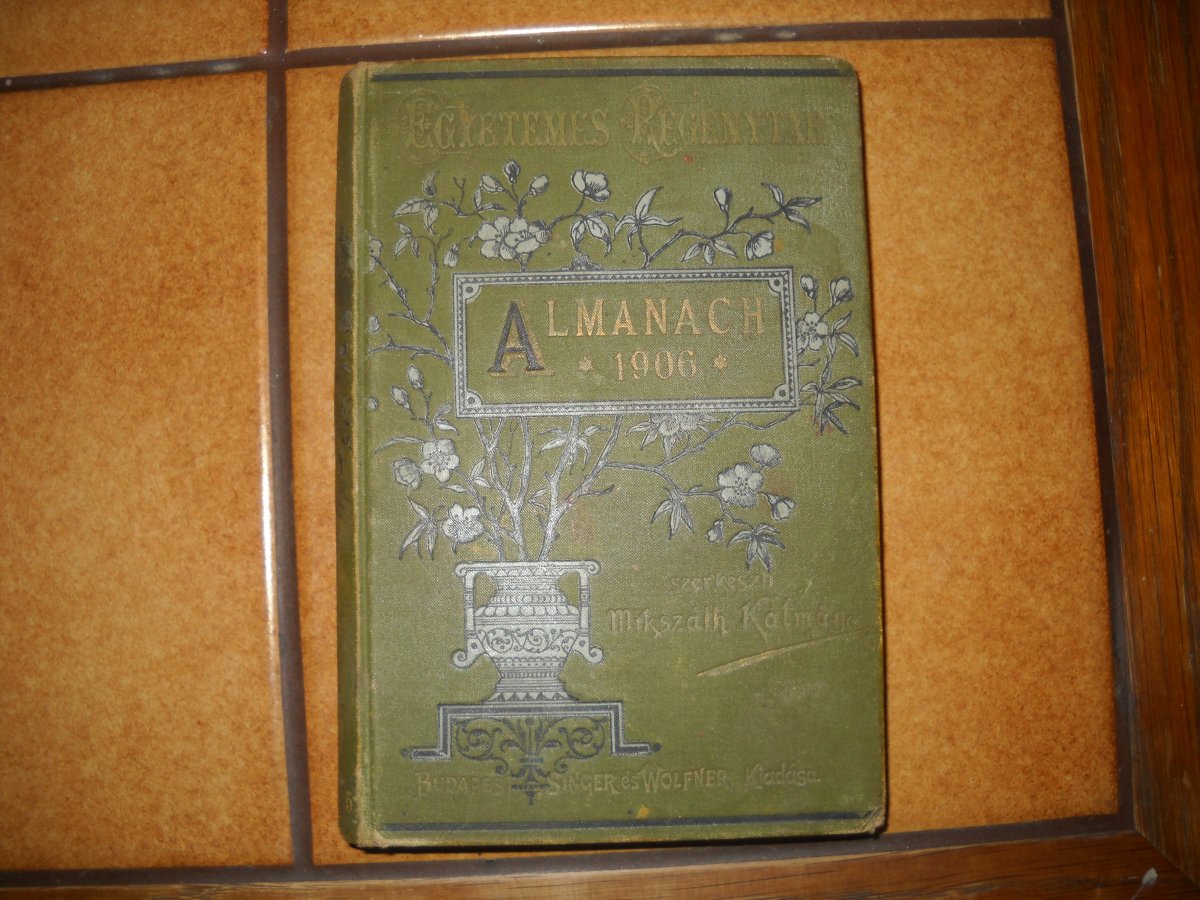 EGYETEMES REGÉNYTÁR
ALMANACH
* 1906 *
szerkeszti
Mikszáth Kálmán.
BUDAPEST SINGER és WOLFNER Kiadása.